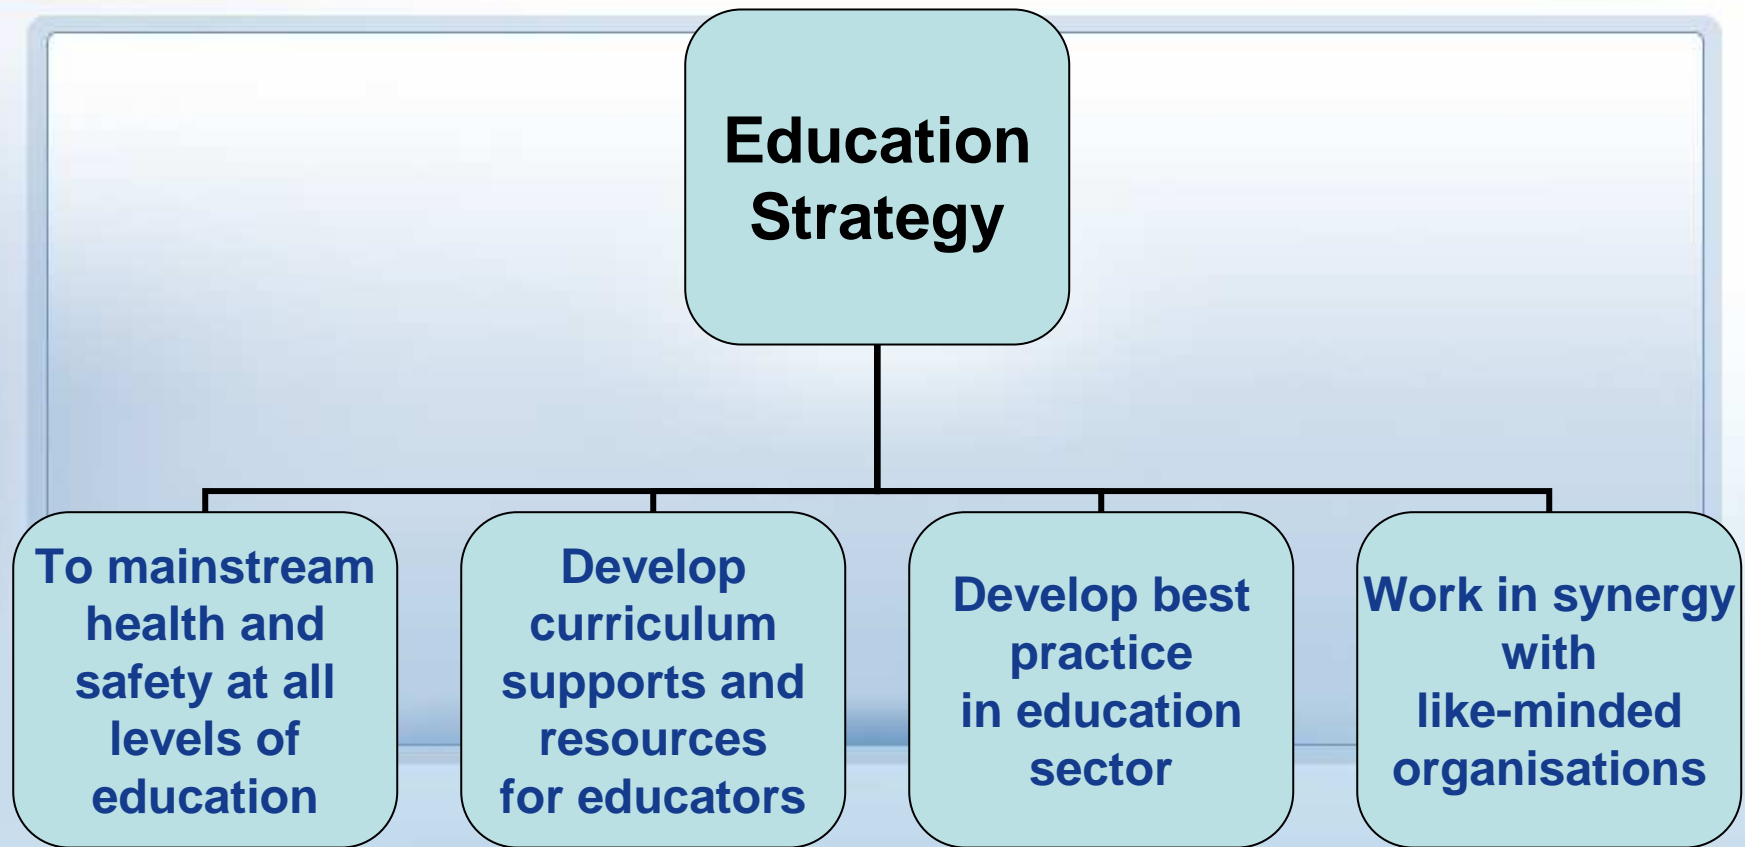 Education
Strategy
To mainstream
health and
safety at all
levels of
education
Develop
curriculum
supports and
resources
for educators
Develop best
practice
in education
sector
Work in synergy
with
like-minded
organisations